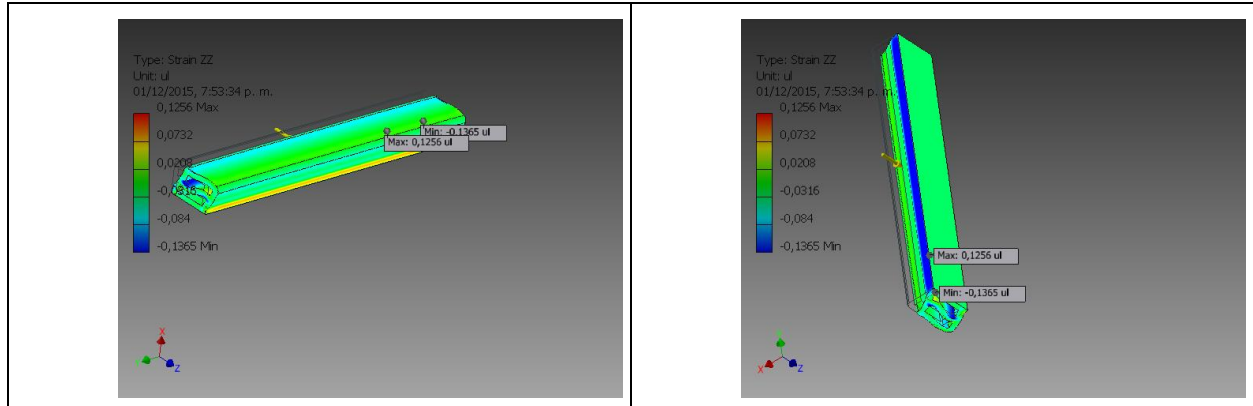 Type: Strain ZZ
Unit: ul
01/12/2015, 7:53:34 p. m.
0,1256 Max
0,0732
0,0208
-0,0316
-0,084
-0,1365 Min
Min: -0,1365 ul
Max: 0,1256 ul
X
Z
Type: Strain ZZ
Unit: ul
01/12/2015, 7:53:34 p. m.
0,1256 Max
0,0732
0,0208
-0,0316
-0,084
-0,1365 Min
Max: 0,1256 ul
Min: -0,1365 ul
X
Z